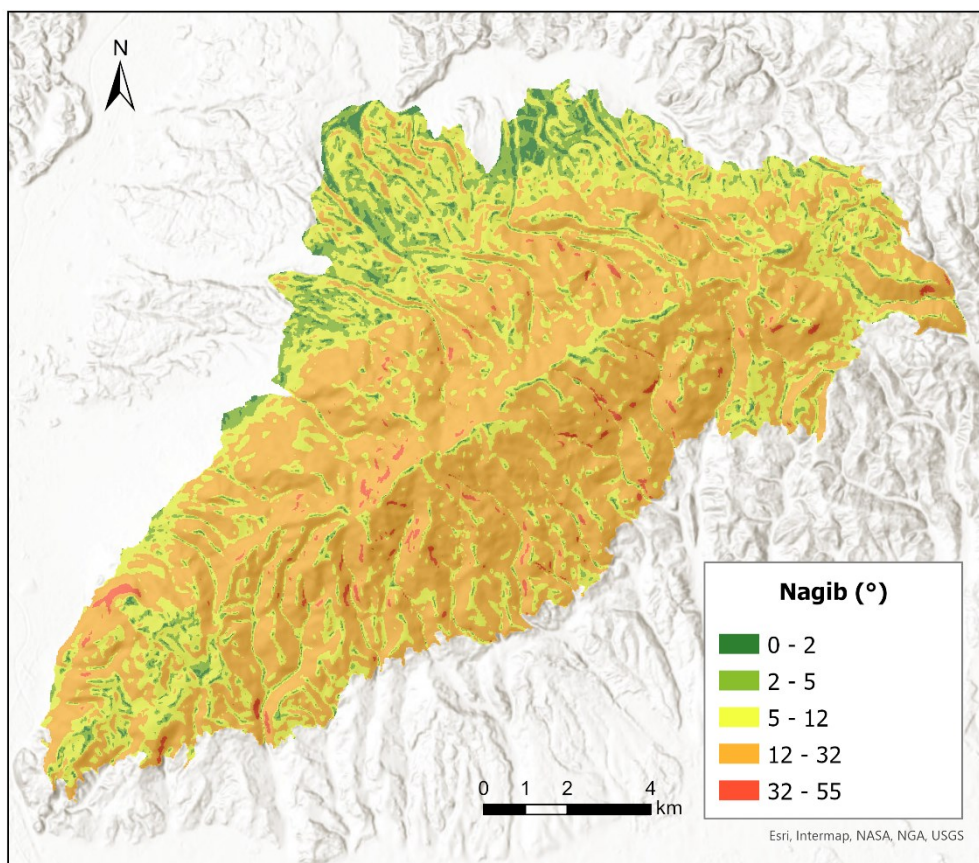 N
Nagib (°)
0 - 2
2 - 5
5 - 12
12 - 32
32 - 55
0 1 2 4
km
Esri, Intermap, NASA, NGA, USGS